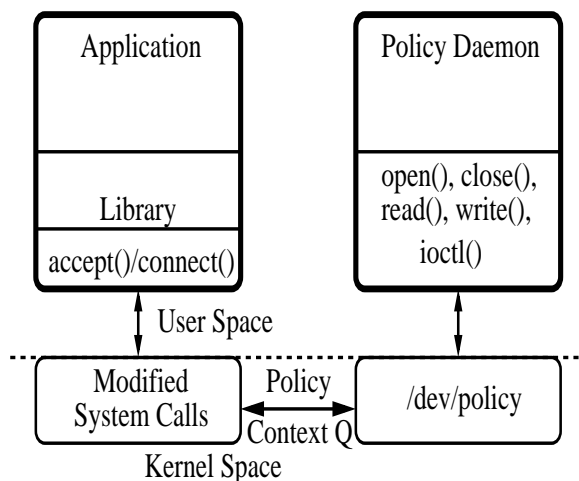 Application
Policy Daemon
open(), close(),
read(), write(),
ioctl()
Library
accept()/connect()
User Space
Modified
System Calls
Policy
Context Q
/dev/policy
Kernel Space